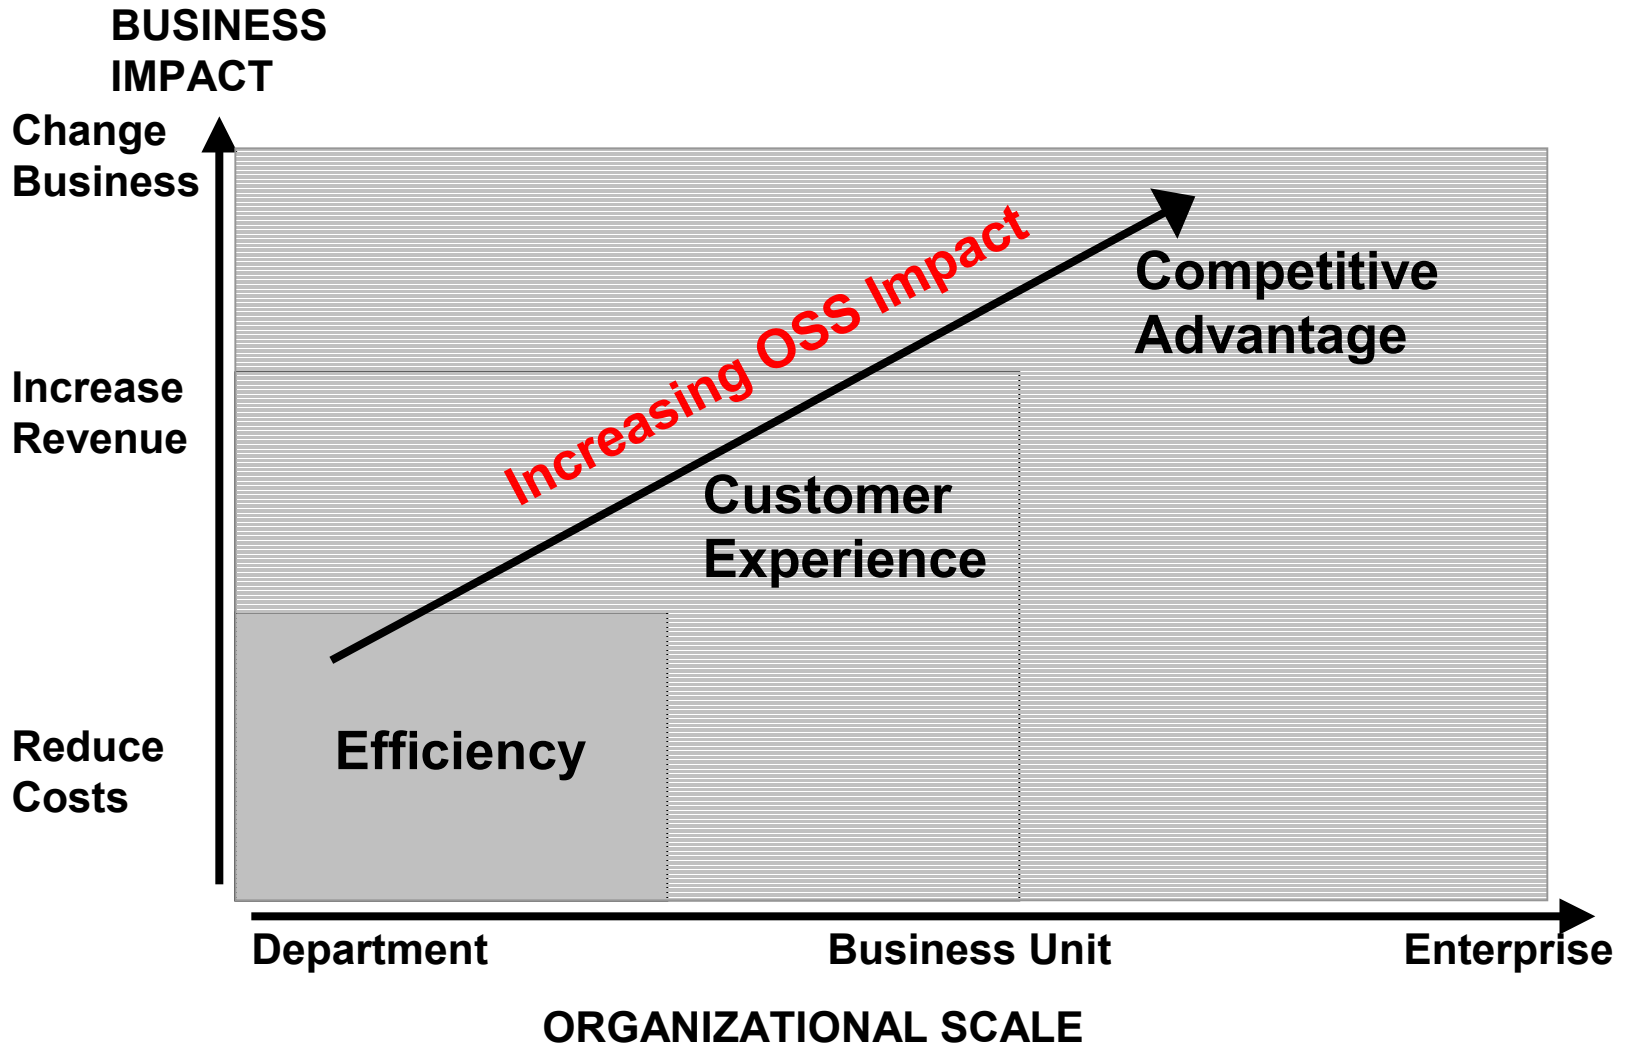 BUSINESS
IMPACT
Change
Business
Increasing OSS Impact
Competitive
Advantage
Increase
Revenue
Customer
Experience
Reduce
Costs
Efficiency
Department
Business Unit
Enterprise
ORGANIZATIONAL SCALE